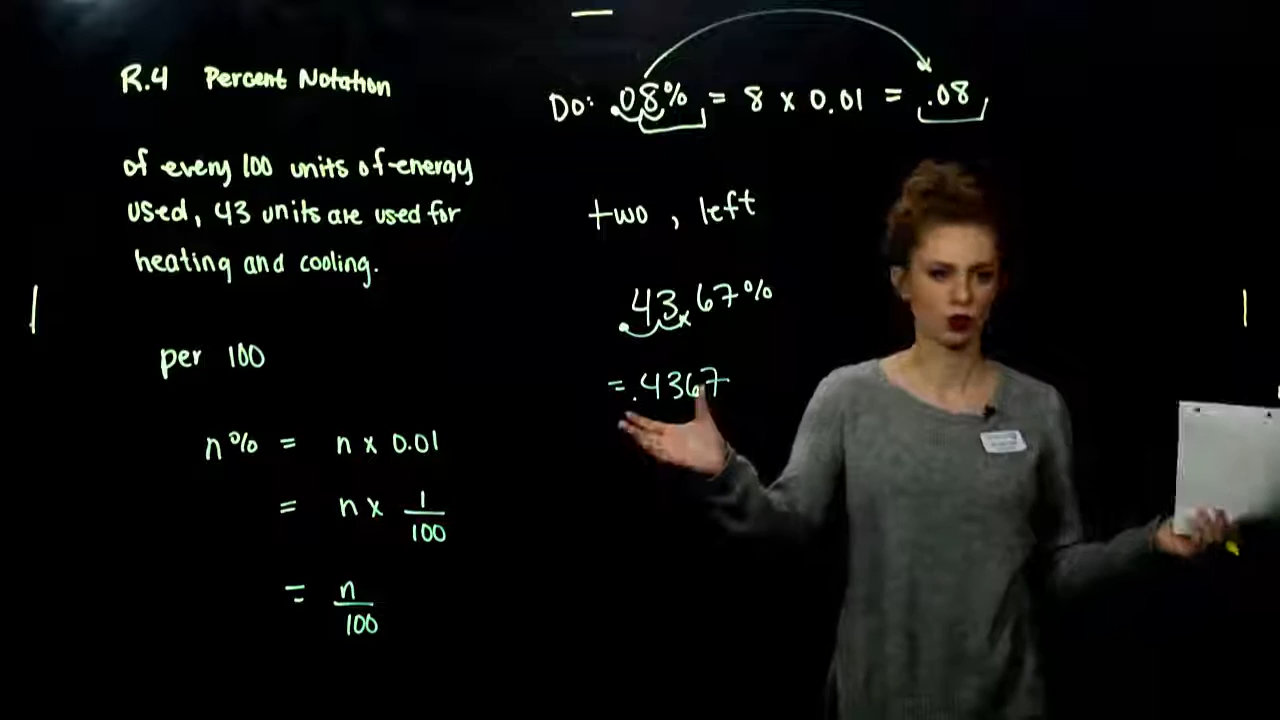 R.4 Percent Notation
of every 100 units of energy
used, 43 units are used for
heating and cooling.
per 100
n% = n x 0.01
= n x 1/100
= n/100
Do: .08% = 8 x 0.01 = .08
two, left
.43.67%
= .4367